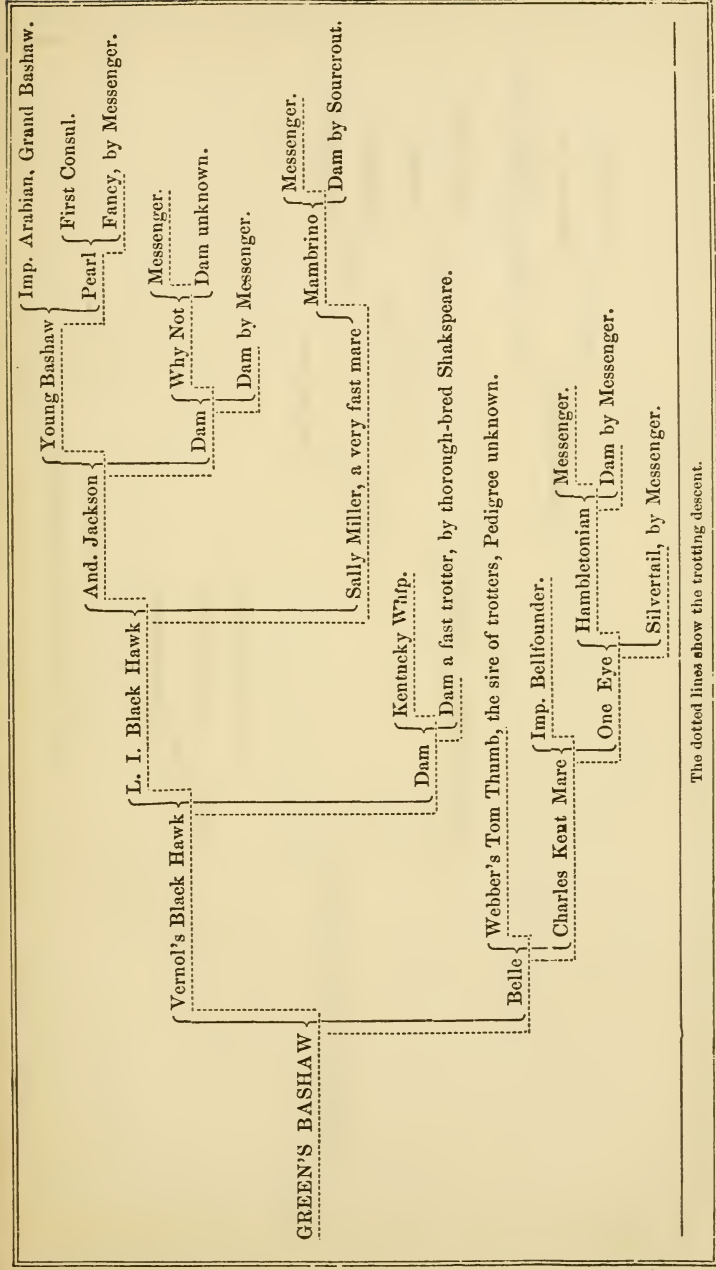 GREEN'S BASHAW
Vernol's Black Hawk
L. I. Black Hawk
And. Jackson
Young Bashaw
Imp. Arabian, Grand Bashaw.
Pearl
First Consul.
Fancy, by Messenger.
Dam
Why Not
Messenger.
Dam unknown.
Dam by Messenger.
Sally Miller, a very fast mare
Mambrino
Messenger.
Dam by Sourcrout.
Dam
Kentucky Whip.
Dam a fast trotter, by thorough-bred Shakspeare.
Belle
Webber's Tom Thumb, the sire of trotters, Pedigree unknown.
Charles Kent Mare
Imp. Bellfounder.
One Eye
Hambletonian
Messenger.
Dam by Messenger.
Silvertail, by Messenger.
The dotted lines show the trotting descent.